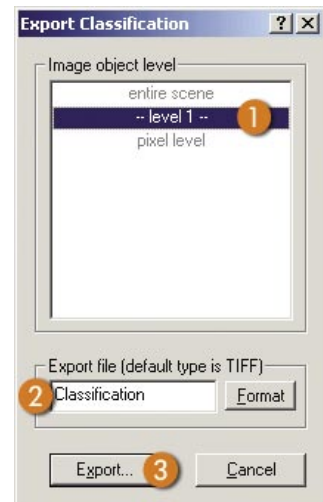 Export Classification ? X
Image object level
entire scene
-- level 1 -- 1
pixel level
Export file (default type is TIFF)
2 Classification Format
Export... 3 Cancel